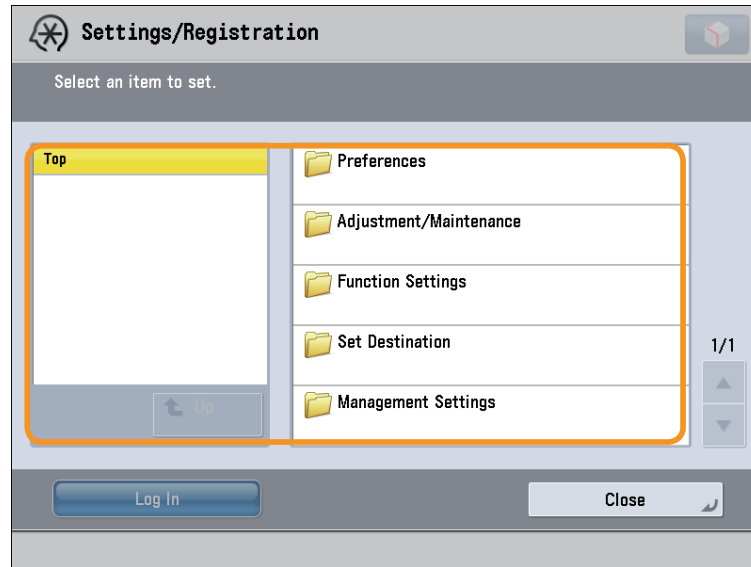 Settings/Registration
Select an item to set.
Top
Preferences
Adjustment/Maintenance
Function Settings
Set Destination
1/1
Up
Management Settings
Log In
Close